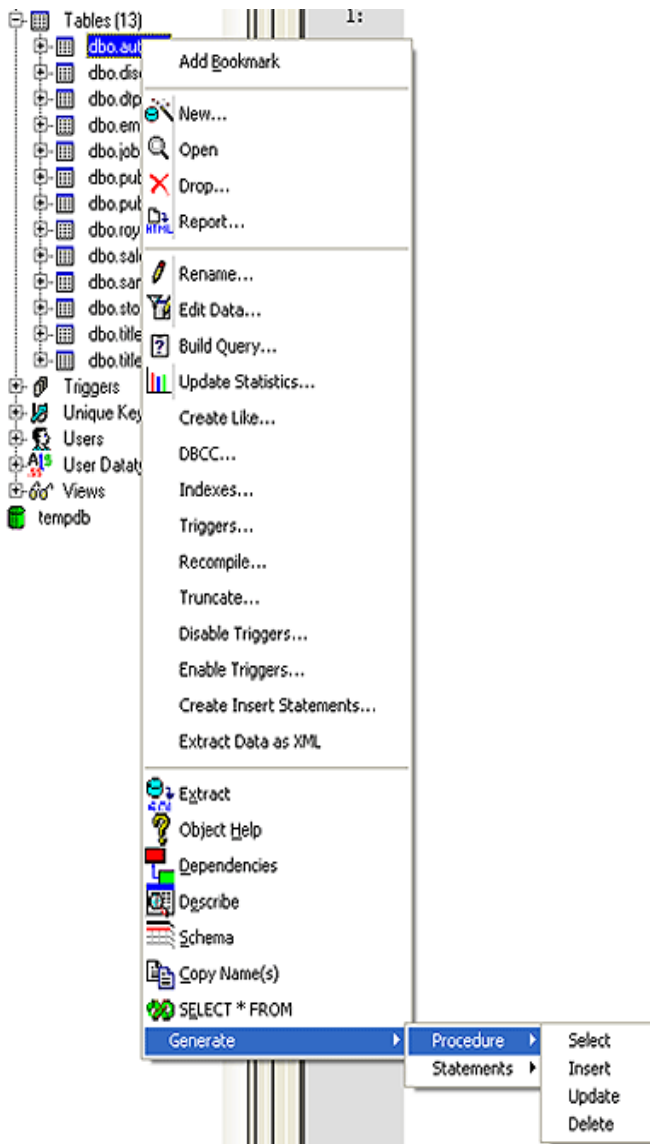 Tables (13)
1:
dbo.aut
dbo.disc
dbo.dtp
dbo.em
dbo.job
dbo.pub
dbo.pub
dbo.roy
dbo.sal
dbo.sar
dbo.sto
dbo.title
dbo.title
Triggers
Unique Key
Users
User Dataty
Views
tempdb
Add Bookmark
New...
Open
Drop...
HTML
Report...
Rename...
Edit Data...
Build Query...
Update Statistics...
Create Like...
DBCC...
Indexes...
Triggers...
Recompile...
Truncate...
Disable Triggers...
Enable Triggers...
Create Insert Statements...
Extract Data as XML
Extract
Object Help
Dependencies
Describe
Schema
Copy Name(s)
SELECT * FROM
Generate
Procedure
Statements
Select
Insert
Update
Delete